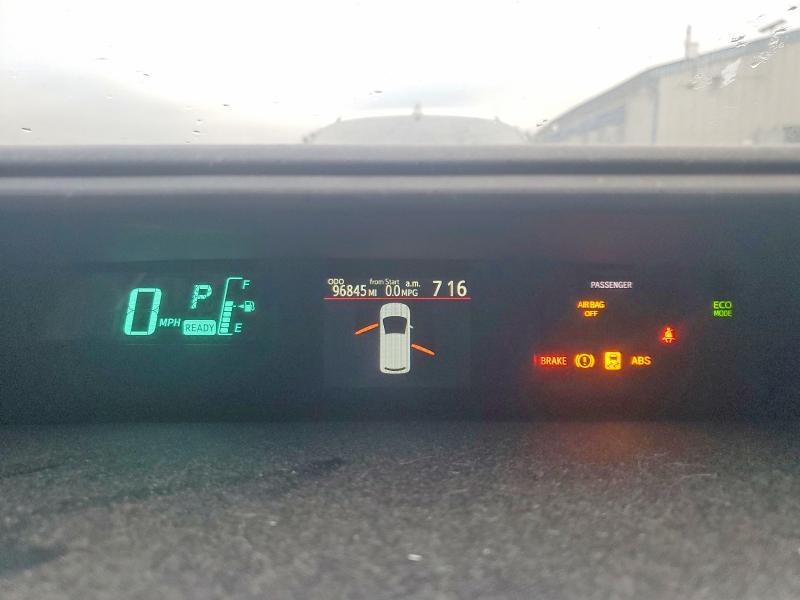 0 MPH
P
READY
F
E
ODO 96845 MI
from Start 0.0 MPG
a.m. 7 16
PASSENGER
AIR BAG
OFF
ECO
MODE
BRAKE
ABS